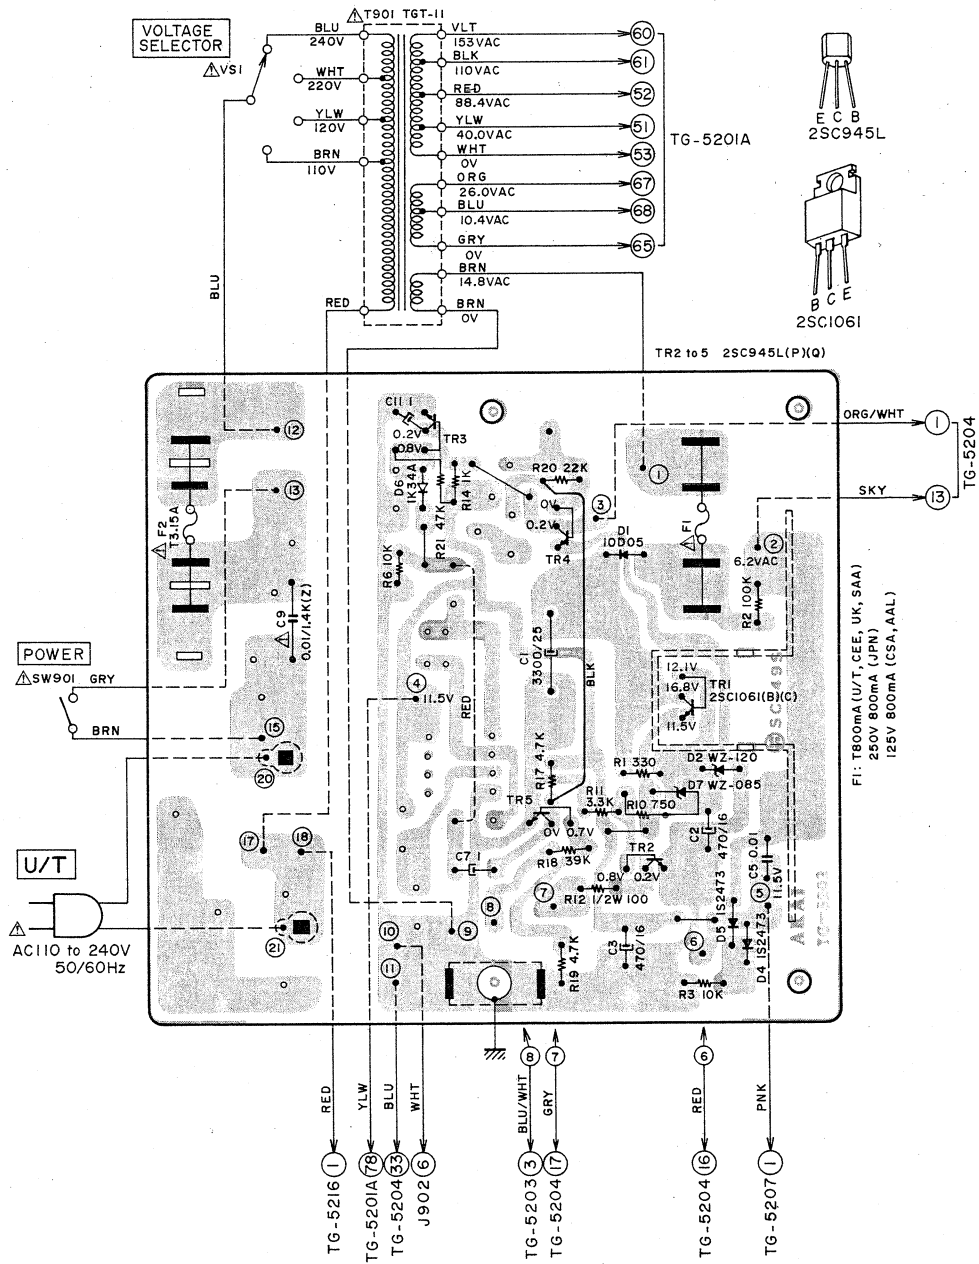 VOLTAGE
SELECTOR
VS1
T901 TGT-11
BLU
240V
WHT
220V
YLW
120V
BRN
110V
RED
BLU
VLT
153VAC
BLK
110VAC
RED
88.4VAC
YLW
40.0VAC
WHT
0V
ORG
26.0VAC
BLU
10.4VAC
GRY
0V
BRN
14.8VAC
BRN
0V
60
61
52
51
53
67
68
65
TG-5201A
E C B
2SC945L
B C E
2SC1061
TR2 to 5 2SC945L(P)(Q)
ORG/WHT
1
SKY
13
TG-5204
12
13
F2
T3.15A
C9
0.01/1.4K(Z)
C11 1
0.2V
0.8V
TR3
D6
1K34A
R14 1K
R21 47K
R6 10K
R20 22K
0V
0.2V
TR4
3
1
D1
10D05
F1
2
6.2VAC
R2 100K
C1
3300/25
BLK
RED
4
11.5V
12.1V
16.8V
TR1
2SC1061(B)(C)
11.5V
F1: T800mA(U/T, CEE, UK, SAA)
250V 800mA (JPN)
125V 800mA (CSA, AAL)
POWER
SW901
GRY
BRN
15
20
17
18
21
U/T
AC110 to 240V
50/60Hz
R17 4.7K
R1 330
D2 WZ-120
D7 WZ-085
R11
3.3K
R10 750
TR5
0V 0.7V
R18 39K
C2
470/16
TR2
0.8V
0.2V
C5 0.01
11.5V
5
C7 1
7
R12 1/2W 100
8
9
10
11
R19 4.7K
C3
470/16
6
D5 1S2473
D4 1S2473
R3 10K
AKAI
RED
YLW
BLU
WHT
8
7
BLU/WHT
GRY
6
RED
PNK
TG-5216 1
TG-5201A 78
TG-5204 33
J902 6
TG-5203 3
TG-5204 17
TG-5204 16
TG-5207 1